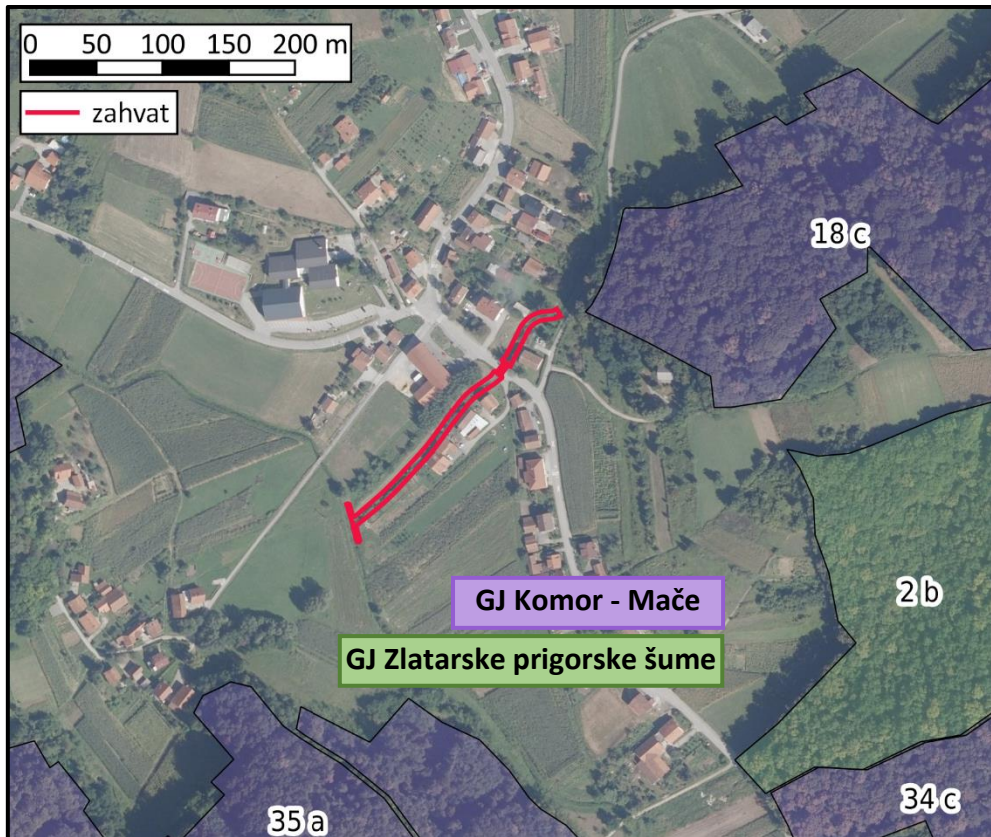 0 50 100 150 200 m
zahvat
18 c
GJ Komor - Mače
2 b
GJ Zlatarske prigorske šume
34 c
35 a